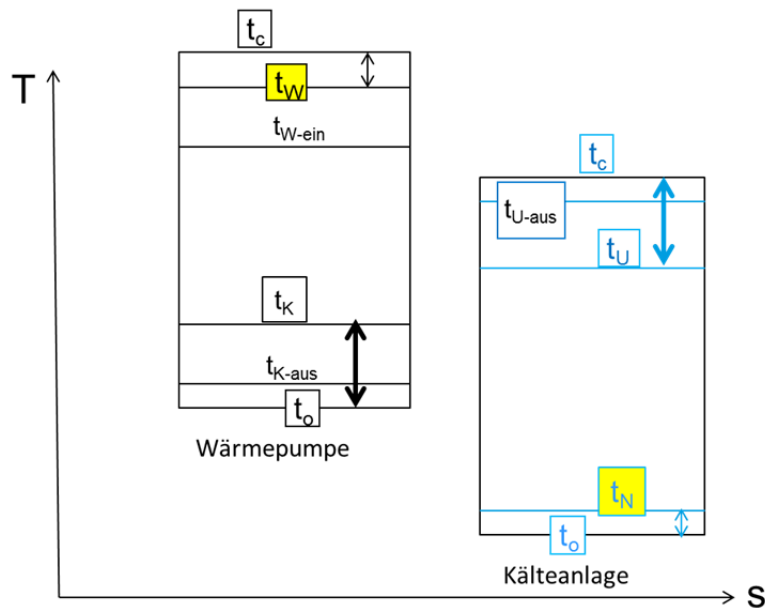 t_c
T
t_W
t_W-ein
t_c
t_U-aus
t_U
t_K
t_K-aus
t_o
Wärmepumpe
t_N
t_o
Kälteanlage
s